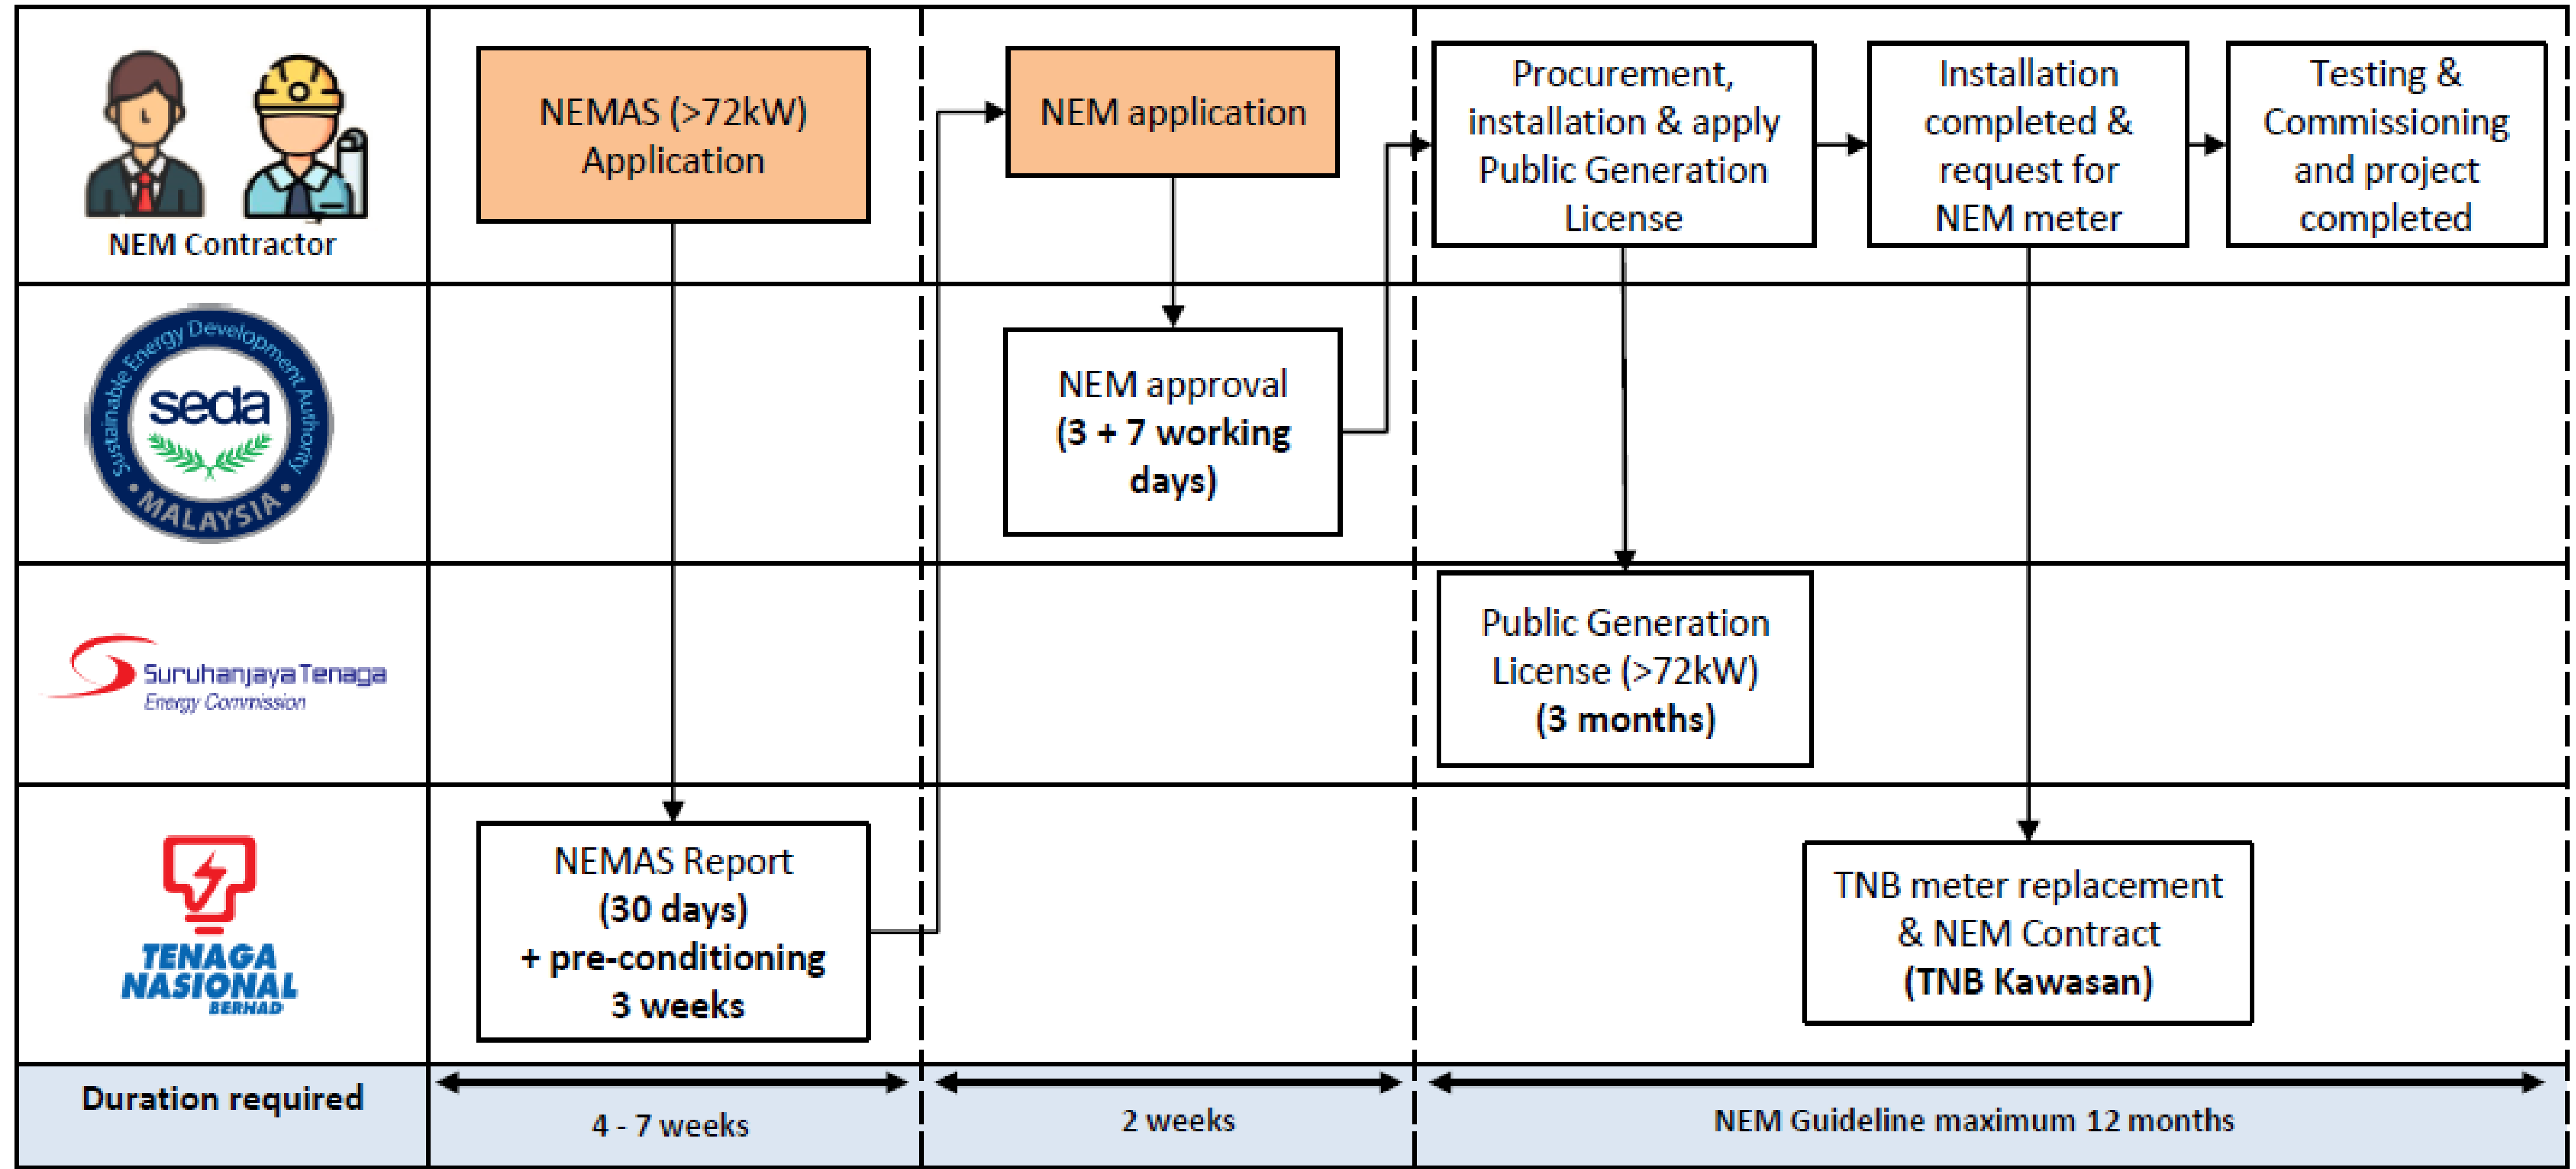 NEM Contractor
NEMAS (>72kW)
Application
NEM application
Procurement,
installation & apply
Public Generation
License
Installation
completed &
request for
NEM meter
Testing &
Commissioning
and project
completed
Sustainable Energy Development Authority
seda
• MALAYSIA •
NEM approval
(3 + 7 working
days)
Suruhanjaya Tenaga
Energy Commission
Public Generation
License (>72kW)
(3 months)
TENAGA
NASIONAL
BERHAD
NEMAS Report
(30 days)
+ pre-conditioning
3 weeks
TNB meter replacement
& NEM Contract
(TNB Kawasan)
Duration required
4 - 7 weeks
2 weeks
NEM Guideline maximum 12 months